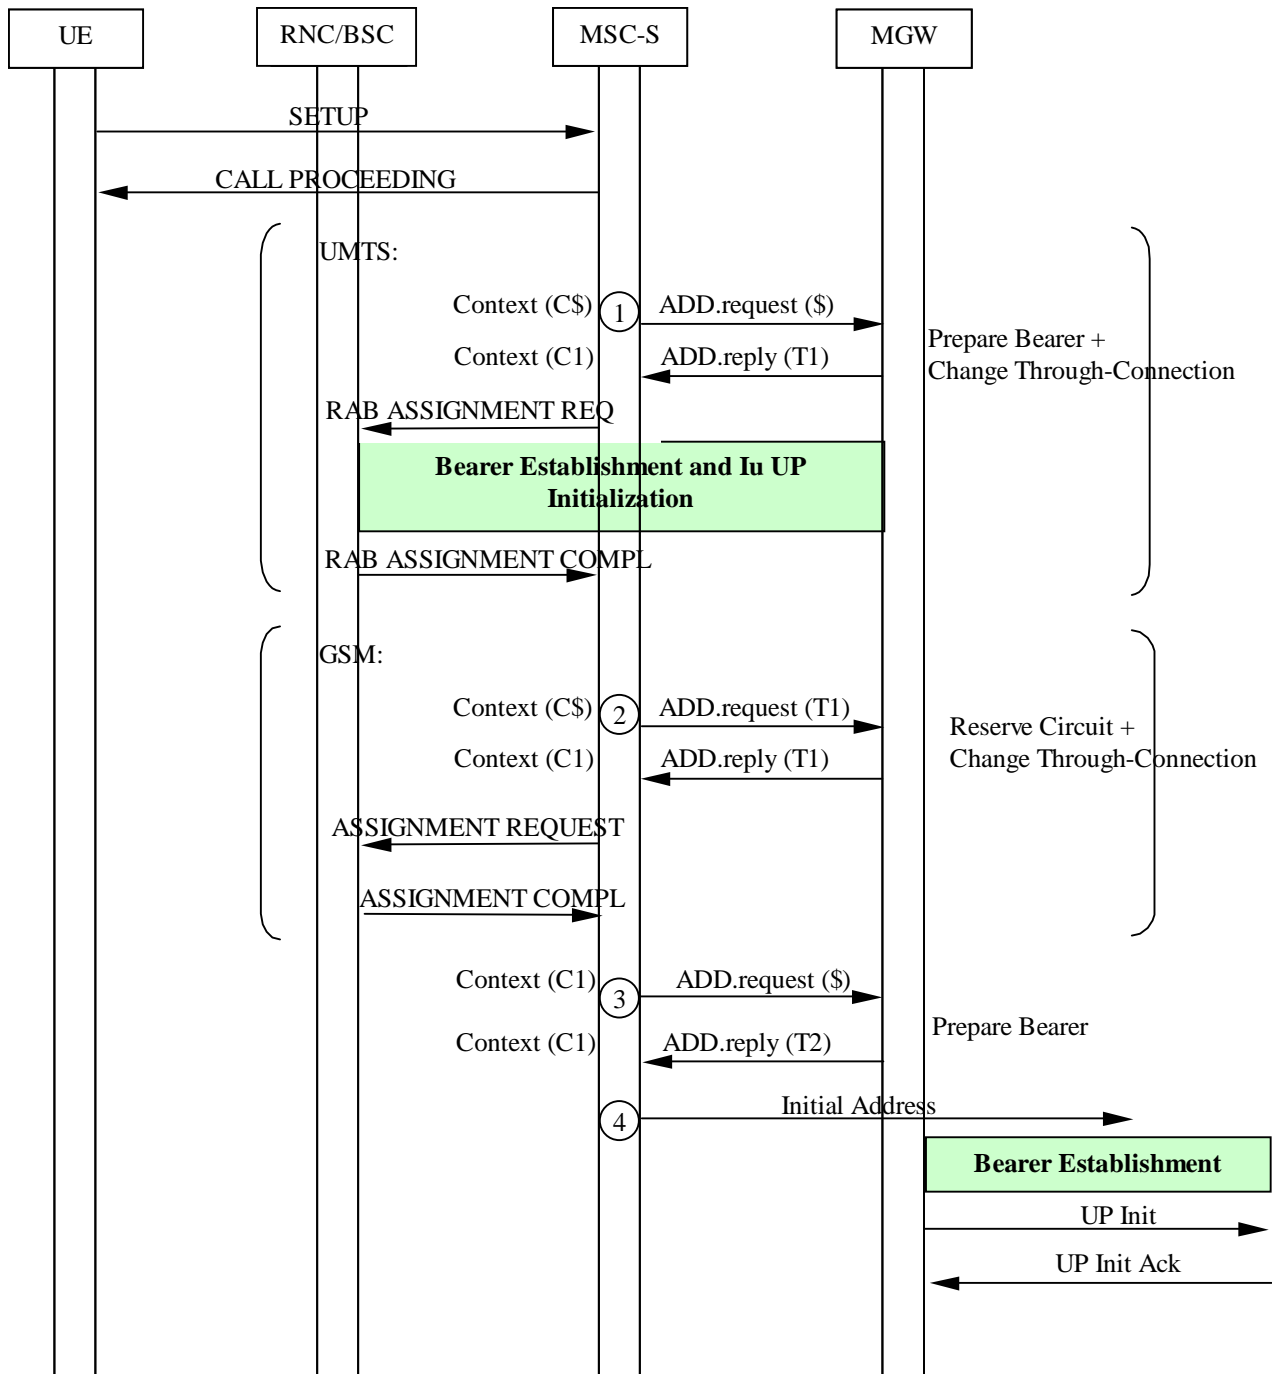 UE
RNC/BSC
MSC-S
MGW
SETUP
CALL PROCEEDING
UMTS:
Context (C$)
1
ADD.request ($)
Prepare Bearer +
Change Through-Connection
Context (C1)
ADD.reply (T1)
RAB ASSIGNMENT REQ
Bearer Establishment and Iu UP
Initialization
RAB ASSIGNMENT COMPL
GSM:
Context (C$)
2
ADD.request (T1)
Reserve Circuit +
Change Through-Connection
Context (C1)
ADD.reply (T1)
ASSIGNMENT REQUEST
ASSIGNMENT COMPL
Context (C1)
3
ADD.request ($)
Prepare Bearer
Context (C1)
ADD.reply (T2)
4
Initial Address
Bearer Establishment
UP Init
UP Init Ack